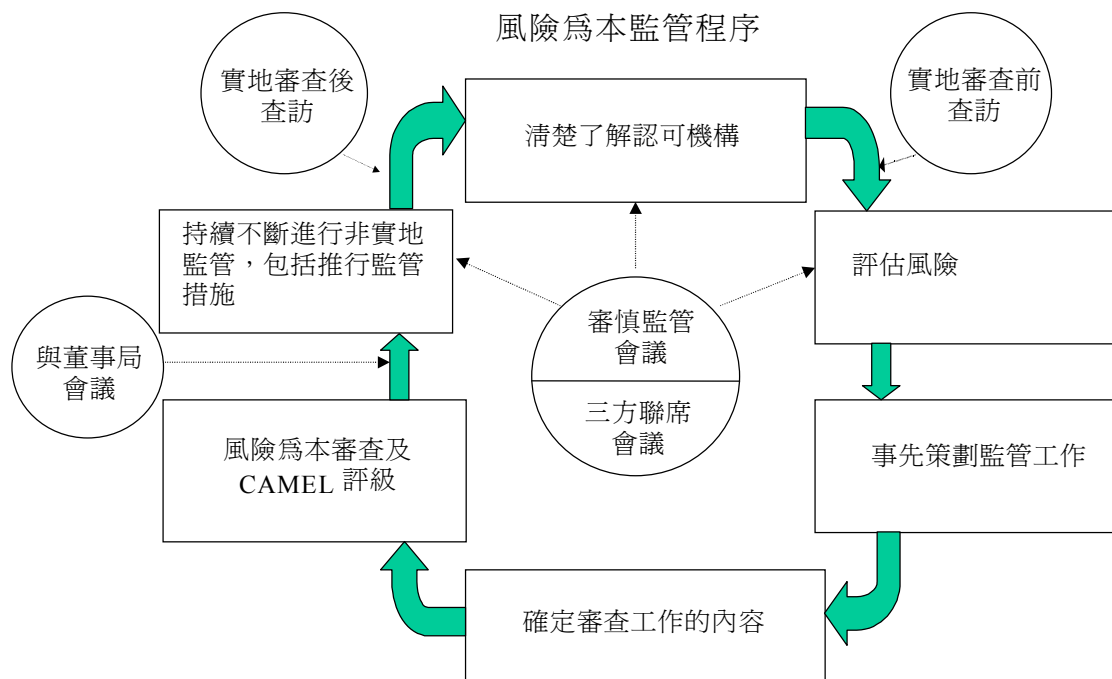 風險爲本監管程序
實地審查後
查訪
清楚了解認可機構
實地審查前
查訪
持續不斷進行非實地
監管，包括推行監管
措施
評估風險
審慎監管
會議
三方聯席
會議
與董事局
會議
風險爲本審查及
CAMEL 評級
事先策劃監管工作
確定審查工作的內容